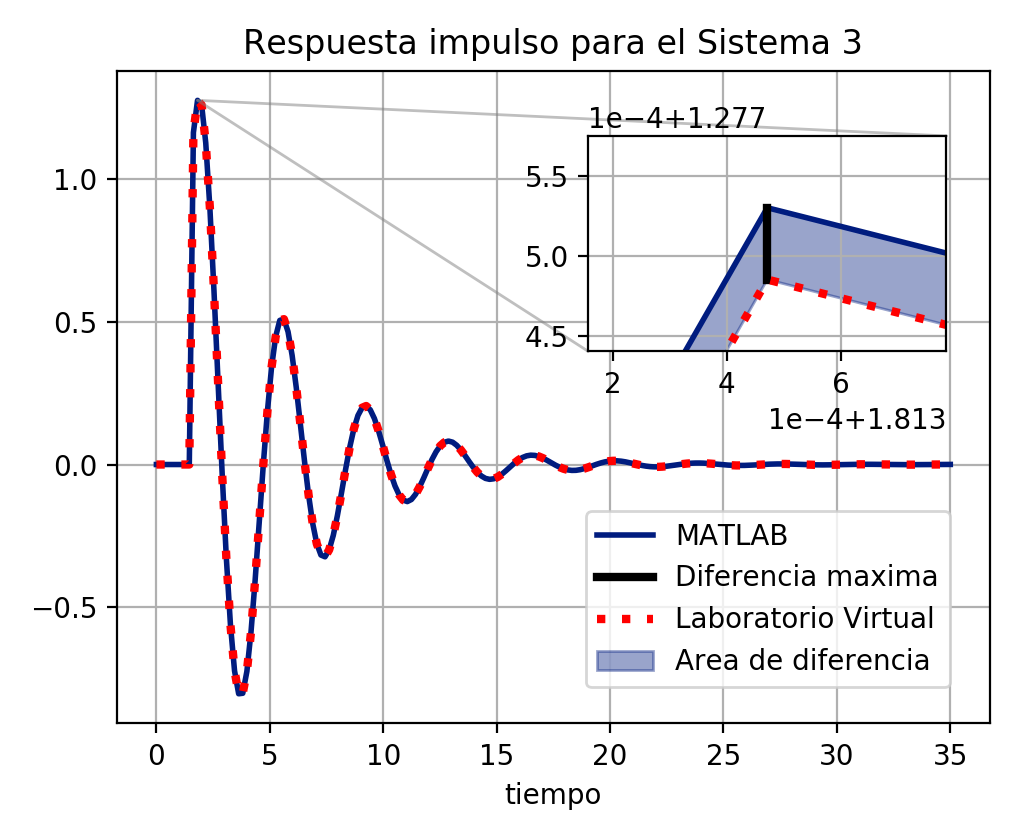 Respuesta impulso para el Sistema 3
1.0
0.5
0.0
−0.5
0
5
10
15
20
25
30
35
tiempo
1e−4+1.277
5.5
5.0
4.5
2
4
6
1e−4+1.813
MATLAB
Diferencia maxima
Laboratorio Virtual
Area de diferencia